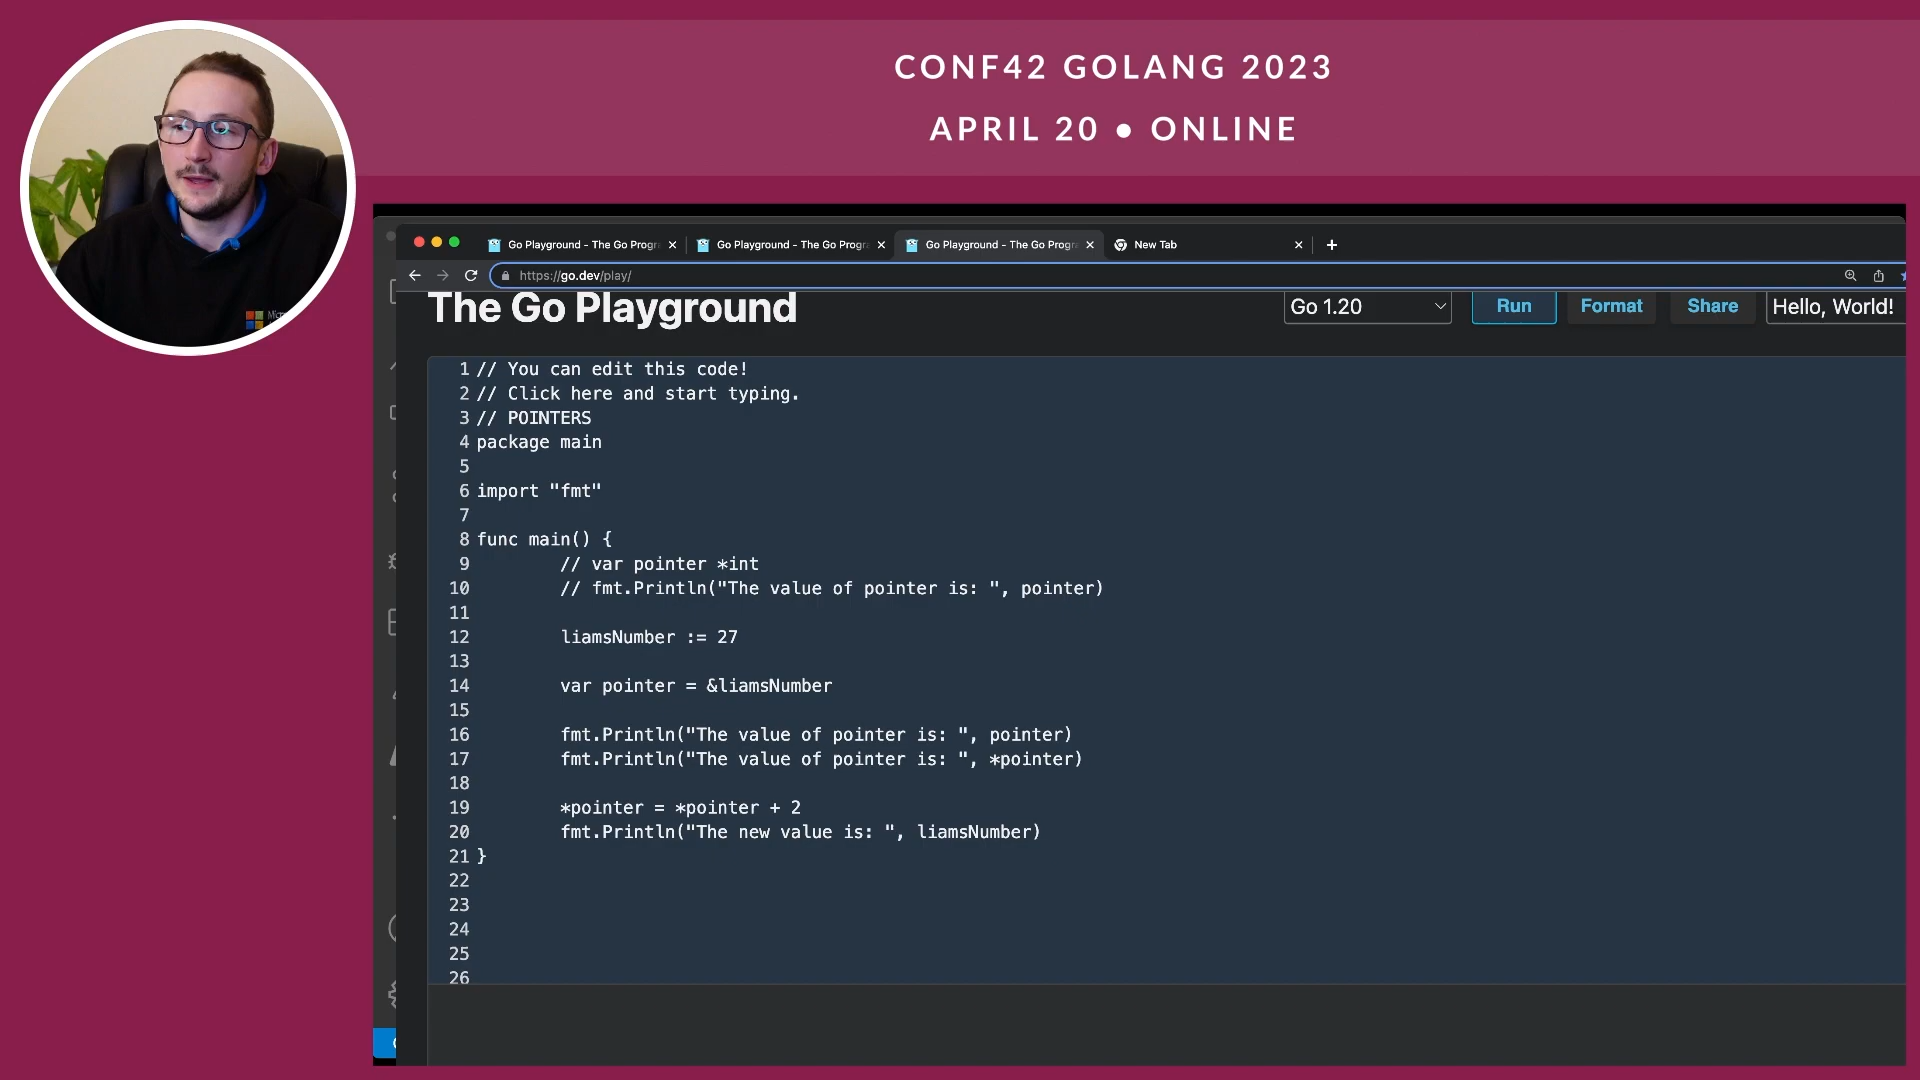 CONF42 GOLANG 2023
APRIL 20 • ONLINE
Go Playground - The Go Progr
Go Playground - The Go Progra
Go Playground - The Go Progr
New Tab
https://go.dev/play/
The Go Playground
Go 1.20
Run
Format
Share
Hello, World!
1 // You can edit this code!
2 // Click here and start typing.
3 // POINTERS
4 package main
5
6 import "fmt"
7
8 func main() {
9 // var pointer *int
10 // fmt.Println("The value of pointer is: ", pointer)
11
12 liamsNumber := 27
13
14 var pointer = &liamsNumber
15
16 fmt.Println("The value of pointer is: ", pointer)
17 fmt.Println("The value of pointer is: ", *pointer)
18
19 *pointer = *pointer + 2
20 fmt.Println("The new value is: ", liamsNumber)
21 }
22
23
24
25
26